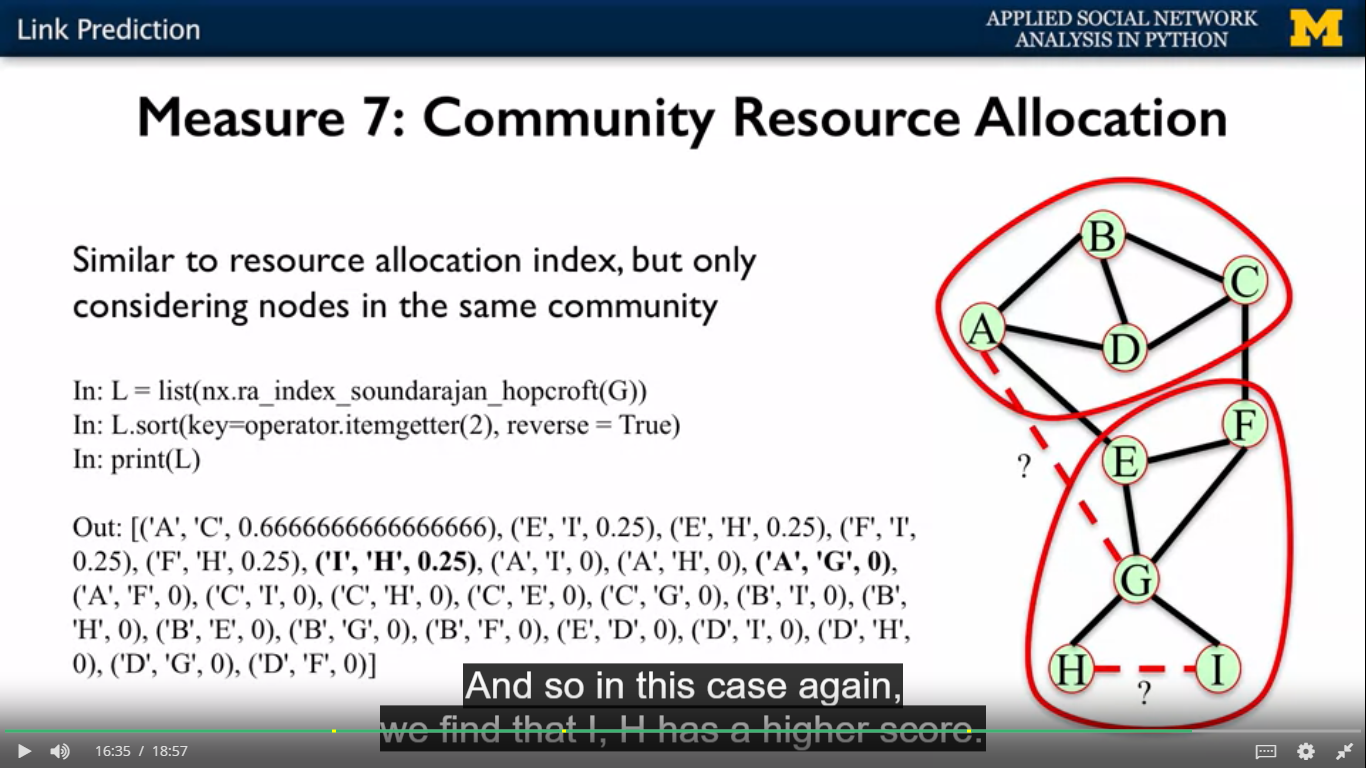 Link Prediction
APPLIED SOCIAL NETWORK
ANALYSIS IN PYTHON
M
Measure 7: Community Resource Allocation
Similar to resource allocation index, but only
considering nodes in the same community
In: L = list(nx.ra_index_soundarajan_hopcroft(G))
In: L.sort(key=operator.itemgetter(2), reverse = True)
In: print(L)
Out: [('A', 'C', 0.6666666666666666), ('E', 'I', 0.25), ('E', 'H', 0.25), ('F', 'I',
0.25), ('F', 'H', 0.25), ('I', 'H', 0.25), ('A', 'I', 0), ('A', 'H', 0), ('A', 'G', 0),
('A', 'F', 0), ('C', 'I', 0), ('C', 'H', 0), ('C', 'E', 0), ('C', 'G', 0), ('B', 'I', 0), ('B',
'H', 0), ('B', 'E', 0), ('B', 'G', 0), ('B', 'F', 0), ('E', 'D', 0), ('D', 'I', 0), ('D', 'H',
0), ('D', 'G', 0), ('D', 'F', 0)]
B
C
A
D
F
E
?
G
H
I
?
And so in this case again,
we find that I, H has a higher score.
16:35 / 18:57